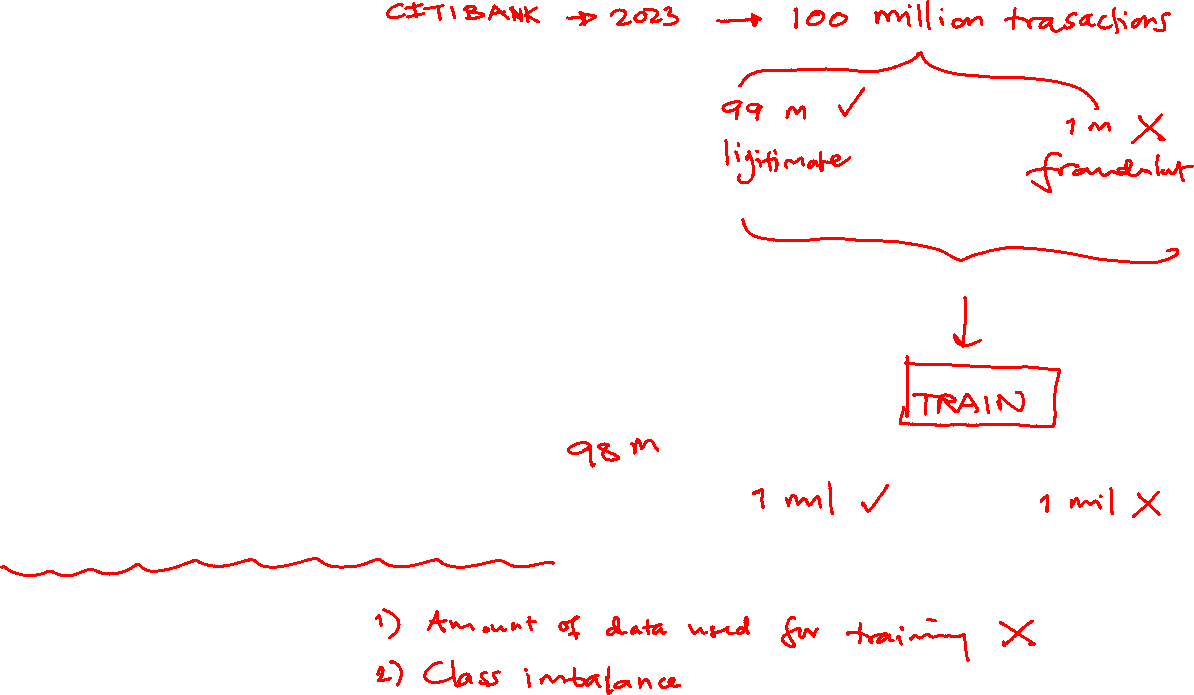 CITIBANK → 2023 → 100 million trasactions
99 m ✓
1 m X
ligitimate
fraudulut
TRAIN
98 m
1 mil ✓
1 mil X
1) Amount of data used for training X
2) Class imbalance